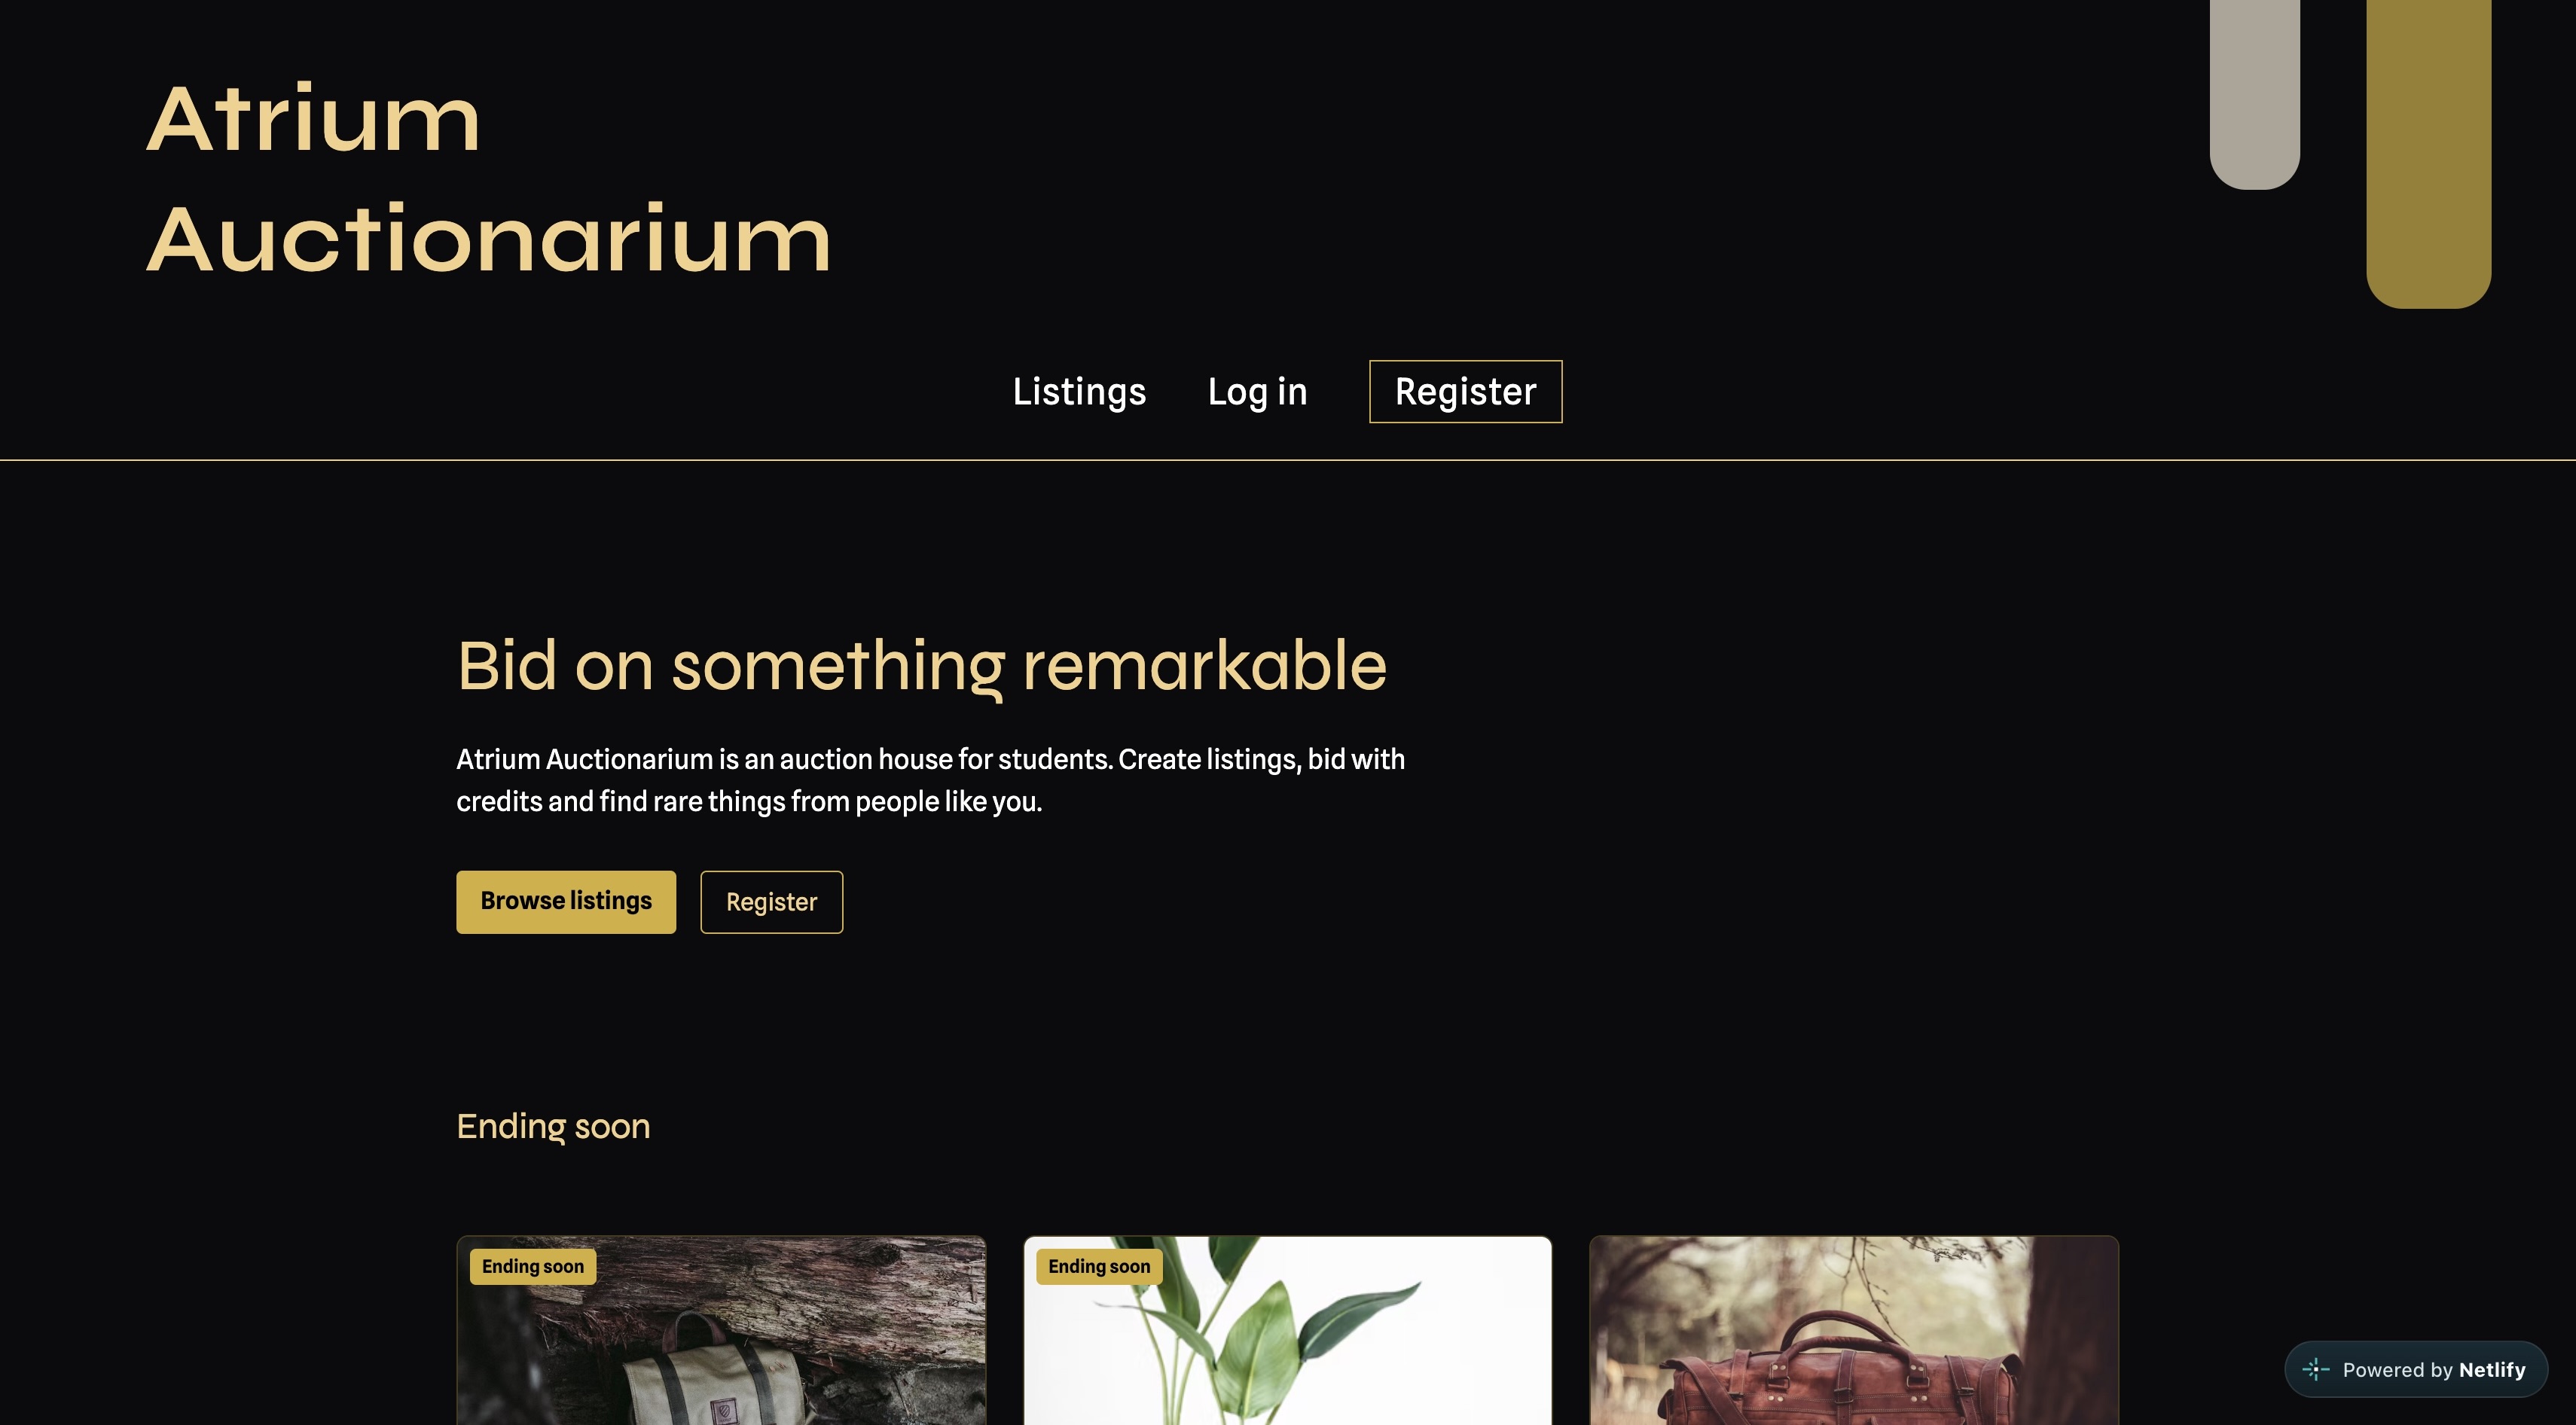 Atrium
Auctionarium
Listings
Log in
Register
Bid on something remarkable
Atrium Auctionarium is an auction house for students. Create listings, bid with
credits and find rare things from people like you.
Browse listings
Register
Ending soon
Ending soon
Ending soon
Powered by Netlify